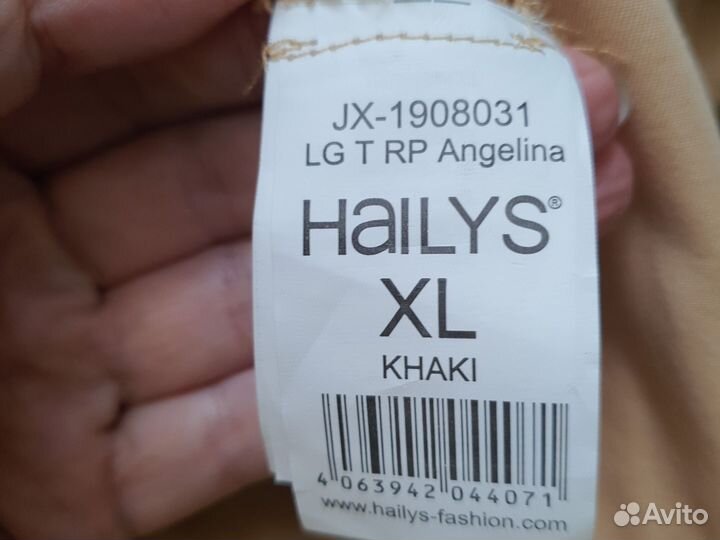 JX-1908031
LG T RP Angelina
HaILYS®
XL
KHAKI
4 063942 044071
www.hailys-fashion.com
Avito